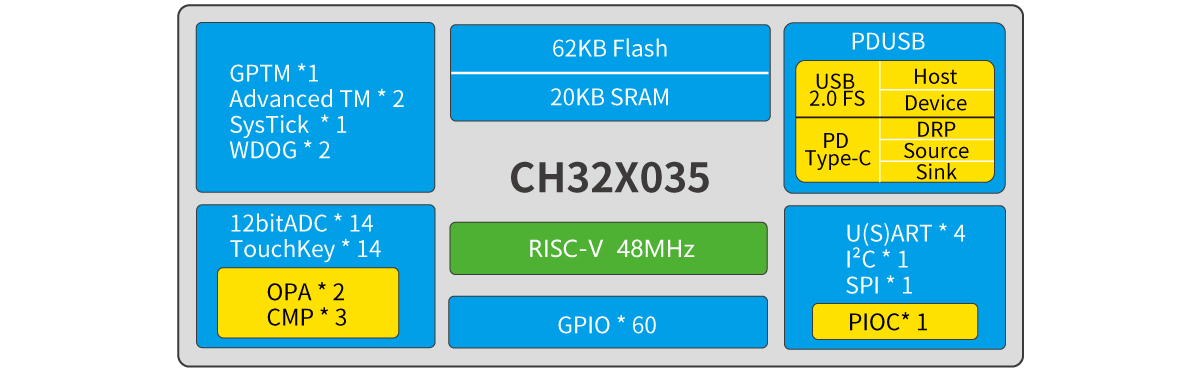 GPTM *1
Advanced TM * 2
SysTick * 1
WDOG * 2
62KB Flash
20KB SRAM
PDUSB
USB
2.0 FS
Host
Device
PD
Type-C
DRP
Source
Sink
CH32X035
12bitADC * 14
TouchKey * 14
OPA * 2
CMP * 3
RISC-V 48MHz
GPIO * 60
U(S)ART * 4
I²C * 1
SPI * 1
PIOC* 1